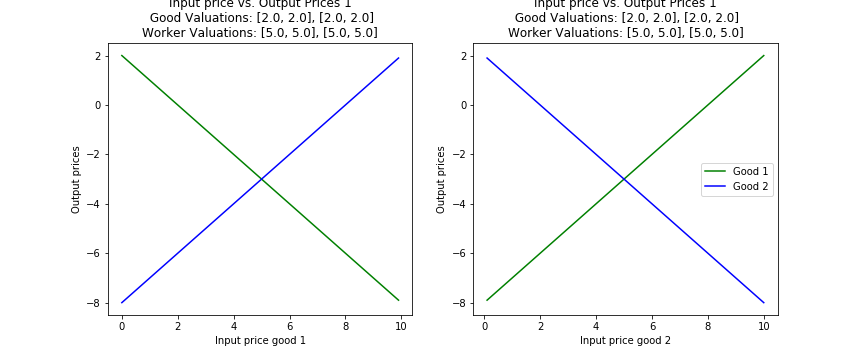 Input price vs. Output Prices 1
Good Valuations: [2.0, 2.0], [2.0, 2.0]
Worker Valuations: [5.0, 5.0], [5.0, 5.0]
2
0
−2
−4
−6
−8
Output prices
0 2 4 6 8 10
Input price good 1
Input price vs. Output Prices 1
Good Valuations: [2.0, 2.0], [2.0, 2.0]
Worker Valuations: [5.0, 5.0], [5.0, 5.0]
2
0
−2
−4
−6
−8
Output prices
Good 1
Good 2
0 2 4 6 8 10
Input price good 2